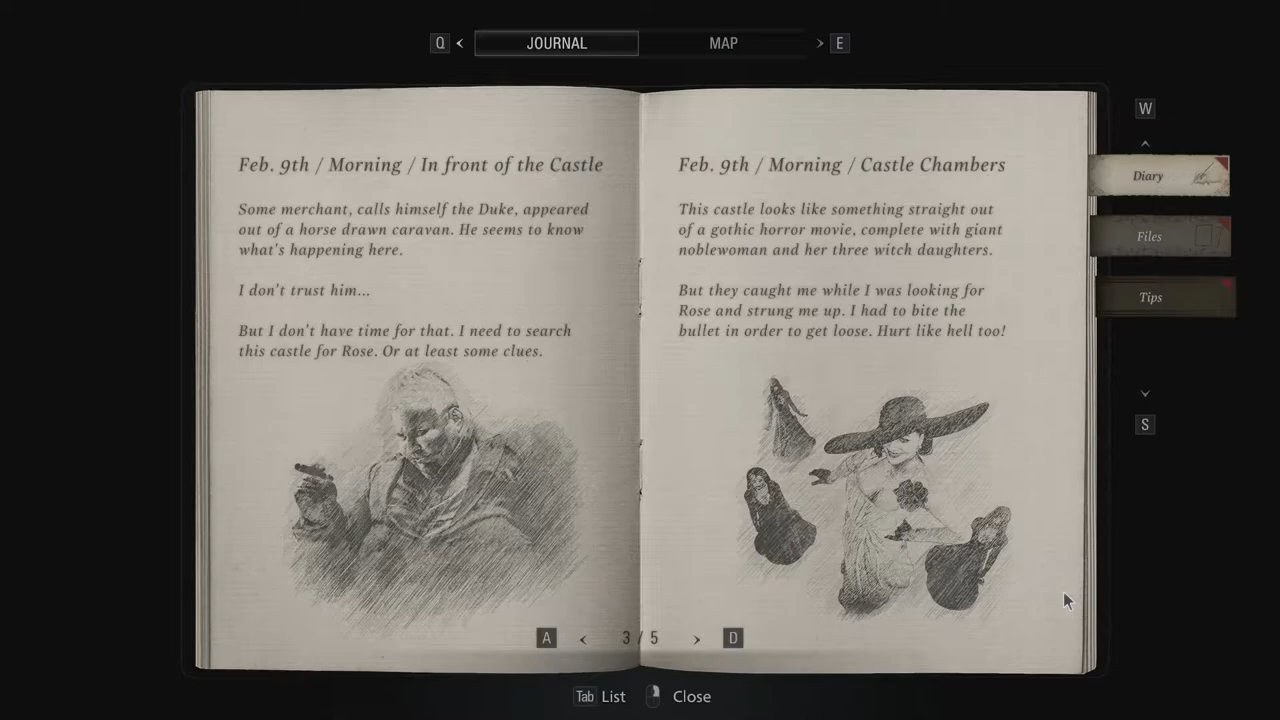 Q < JOURNAL MAP > E
W
Feb. 9th / Morning / In front of the Castle
Some merchant, calls himself the Duke, appeared
out of a horse drawn caravan. He seems to know
what's happening here.
I don't trust him...
But I don't have time for that. I need to search
this castle for Rose. Or at least some clues.
Feb. 9th / Morning / Castle Chambers
This castle looks like something straight out
of a gothic horror movie, complete with giant
noblewoman and her three witch daughters.
But they caught me while I was looking for
Rose and strung me up. I had to bite the
bullet in order to get loose. Hurt like hell too!
Diary
Files
Tips
S
A < 3 / 5 > D
Tab List Close